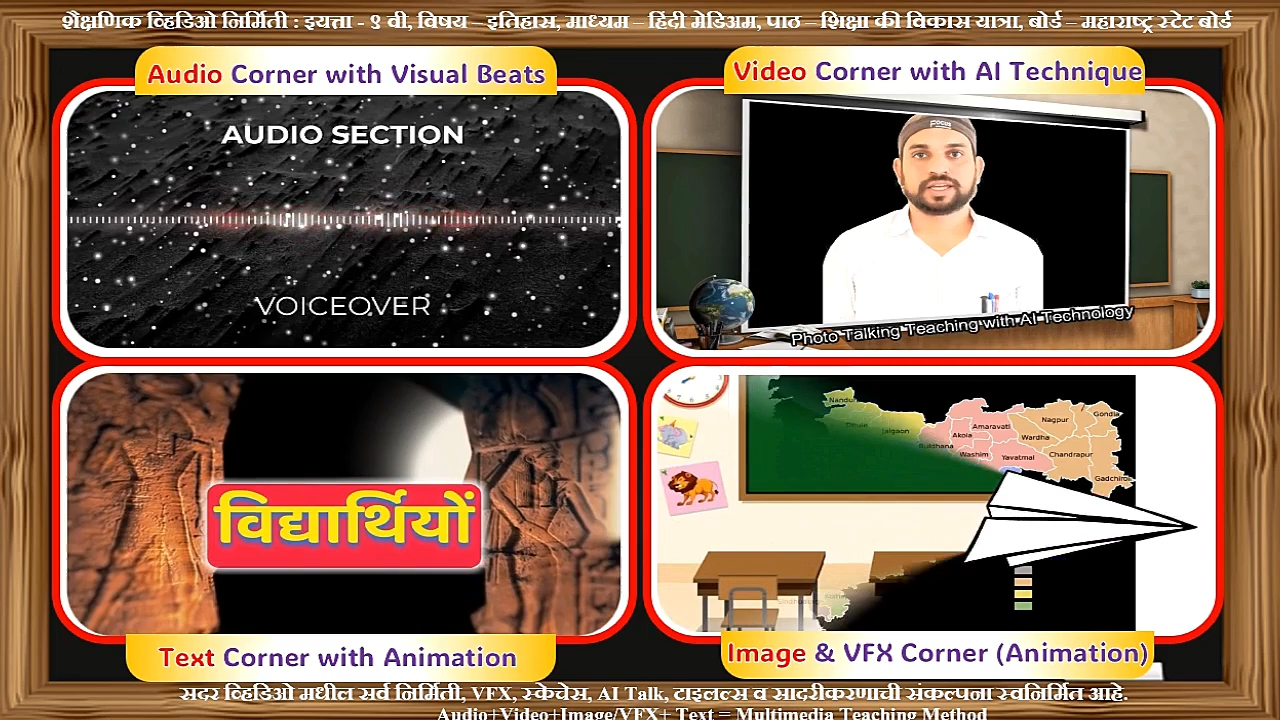 शैक्षणिक व्हिडिओ निर्मिती : इयत्ता - ९ वी, विषय – इतिहास, माध्यम – हिंदी मेडिअम, पाठ – शिक्षा की विकास यात्रा, बोर्ड – महाराष्ट्र स्टेट बोर्ड
Audio Corner with Visual Beats
Video Corner with AI Technique
AUDIO SECTION
VOICEOVER
FOCUS
Photo Talking Teaching with AI Technology
विद्यार्थियों
Dhule
Jalgaon
Buldhana
Akola
Amaravati
Washim
Yavatmal
Wardha
Nagpur
Gondia
Chandrapur
Text Corner with Animation
Image & VFX Corner (Animation)
सदर व्हिडिओ मधील सर्व निर्मिती, VFX, स्केचेस, AI Talk, टाइलल्स व सादरीकरणाची संकल्पना स्वनिर्मित आहे.
Audio+Video+Image/VFX+ Text = Multimedia Teaching Method